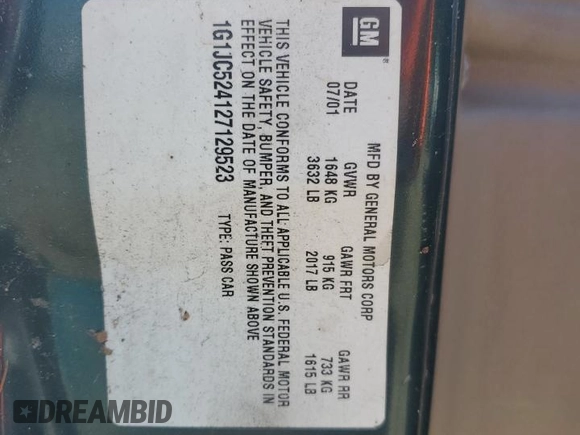 GM ®
MFD BY GENERAL MOTORS CORP
DATE GVWR GAWR FRT GAWR RR
07/01 1648 KG 915 KG 733 KG
3632 LB 2017 LB 1615 LB
THIS VEHICLE CONFORMS TO ALL APPLICABLE U.S. FEDERAL MOTOR
VEHICLE SAFETY, BUMPER, AND THEFT PREVENTION STANDARDS IN
EFFECT ON THE DATE OF MANUFACTURE SHOWN ABOVE
1G1JC524127129523 TYPE: PASS CAR
DREAMBID